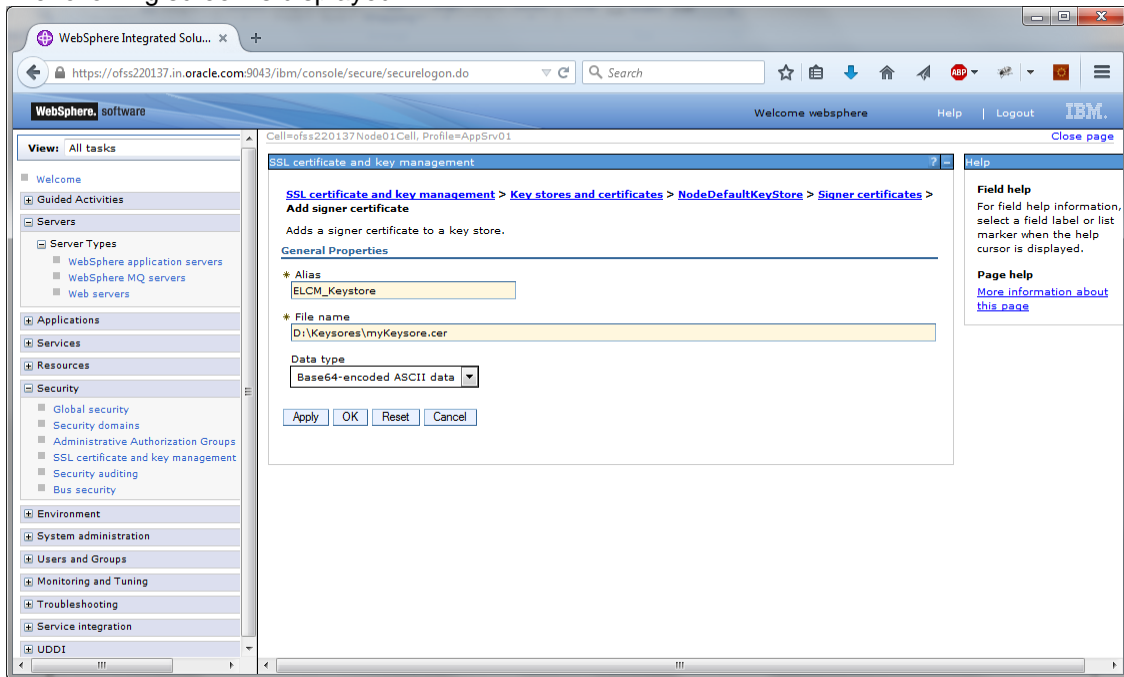 WebSphere Integrated Solu...
https://ofss220137.in.oracle.com:9043/ibm/console/secure/securelogon.do
Search
ABP
WebSphere. software
Welcome websphere
Help | Logout
IBM.
Cell=ofss220137Node01Cell, Profile=AppSrv01
Close page
View: All tasks
Welcome
Guided Activities
Servers
Server Types
WebSphere application servers
WebSphere MQ servers
Web servers
Applications
Services
Resources
Security
Global security
Security domains
Administrative Authorization Groups
SSL certificate and key management
Security auditing
Bus security
Environment
System administration
Users and Groups
Monitoring and Tuning
Troubleshooting
Service integration
UDDI
SSL certificate and key management
SSL certificate and key management > Key stores and certificates > NodeDefaultKeyStore > Signer certificates >
Add signer certificate
Adds a signer certificate to a key store.
General Properties
* Alias
ELCM_Keystore
* File name
D:\Keysores\myKeysore.cer
Data type
Base64-encoded ASCII data
Apply OK Reset Cancel
Help
Field help
For field help information,
select a field label or list
marker when the help
cursor is displayed.
Page help
More information about
this page